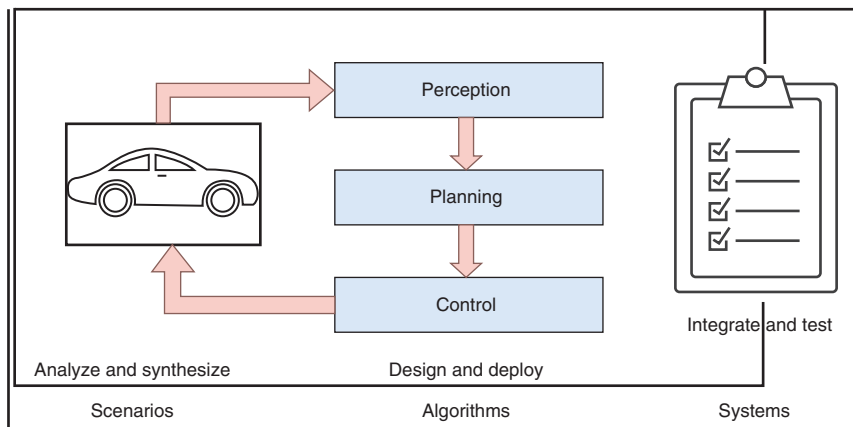 Perception
Planning
Control
Integrate and test
Analyze and synthesize
Design and deploy
Scenarios
Algorithms
Systems